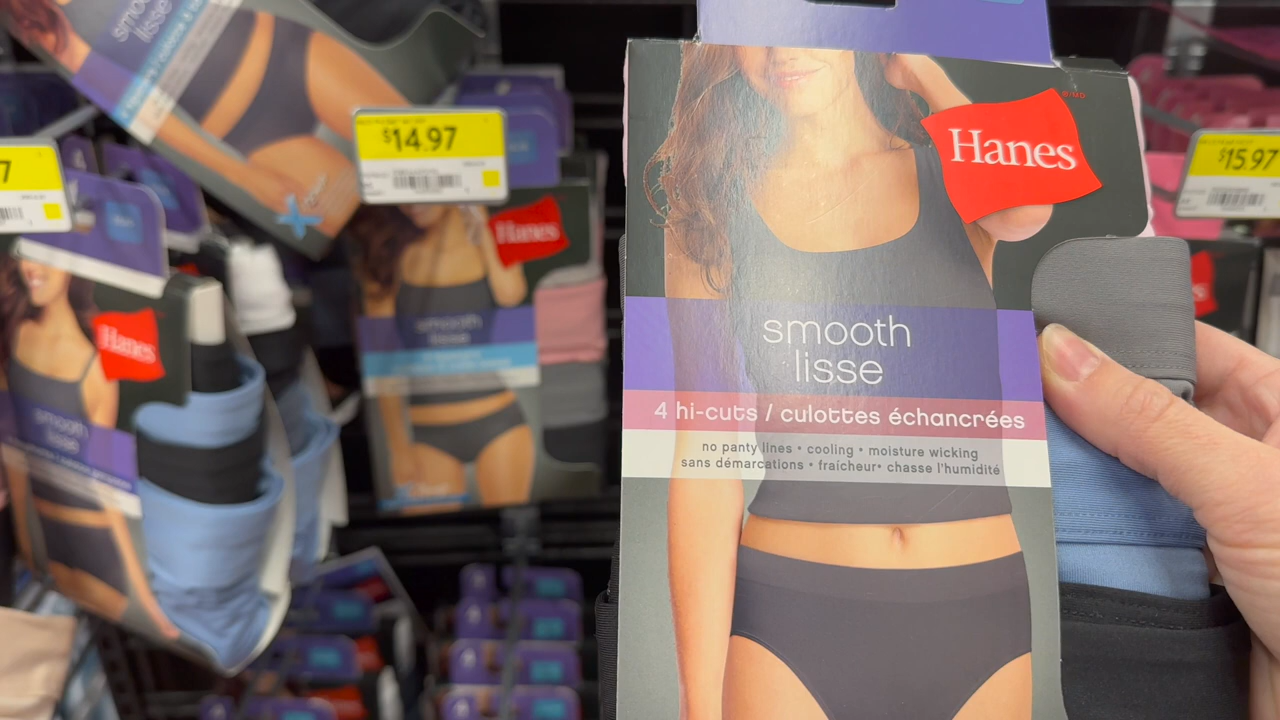 smooth
lisse
7
$14.97
Hanes
smooth
lisse
Hanes
smooth
lisse
Hanes
smooth
lisse
4 hi-cuts / culottes échancrées
no panty lines • cooling • moisture wicking
sans démarcations • fraîcheur • chasse l'humidité
$15.97